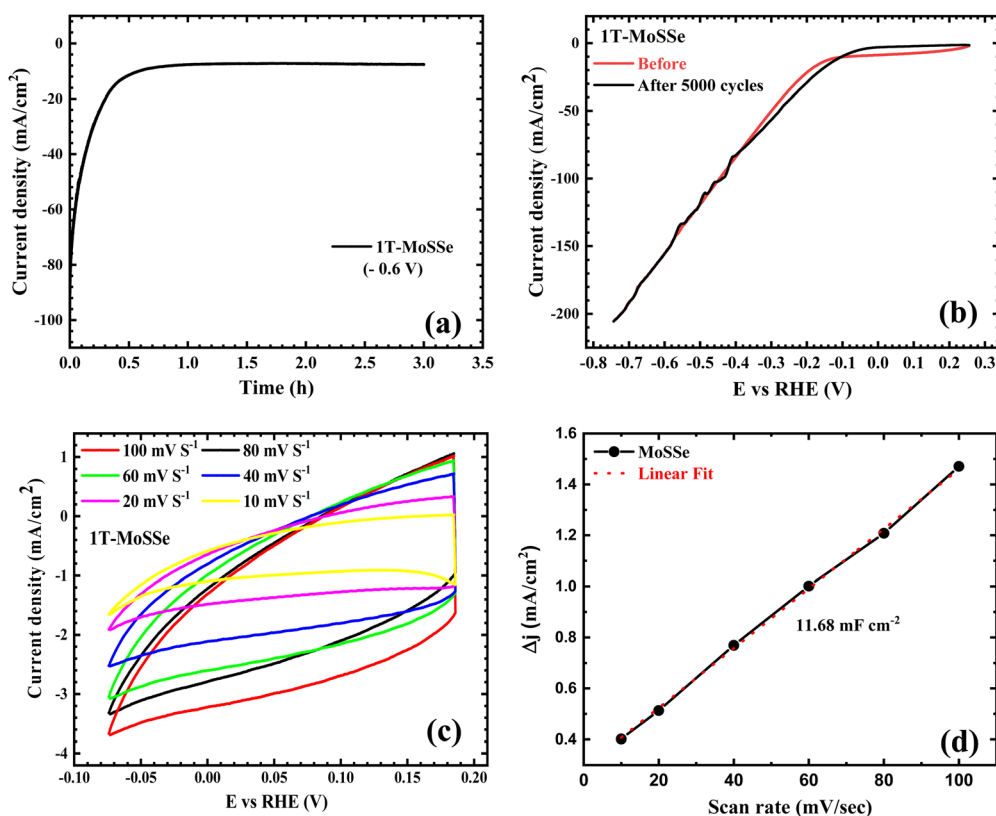 0
-20
-40
-60
-80
-100
Current density (mA/cm²)
1T-MoSSe
(- 0.6 V)
(a)
0.0 0.5 1.0 1.5 2.0 2.5 3.0 3.5
Time (h)
1T-MoSSe
Before
After 5000 cycles
0
-50
-100
-150
-200
Current density (mA/cm²)
(b)
-0.8 -0.7 -0.6 -0.5 -0.4 -0.3 -0.2 -0.1 0.0 0.1 0.2 0.3
E vs RHE (V)
100 mV S⁻¹ 80 mV S⁻¹
60 mV S⁻¹ 40 mV S⁻¹
20 mV S⁻¹ 10 mV S⁻¹
1T-MoSSe
1
0
-1
-2
-3
-4
Current density (mA/cm²)
(c)
-0.10 -0.05 0.00 0.05 0.10 0.15 0.20
E vs RHE (V)
MoSSe
Linear Fit
1.6
1.4
1.2
1.0
0.8
0.6
0.4
Δj (mA/cm²)
11.68 mF cm⁻²
(d)
20 40 60 80 100
Scan rate (mV/sec)